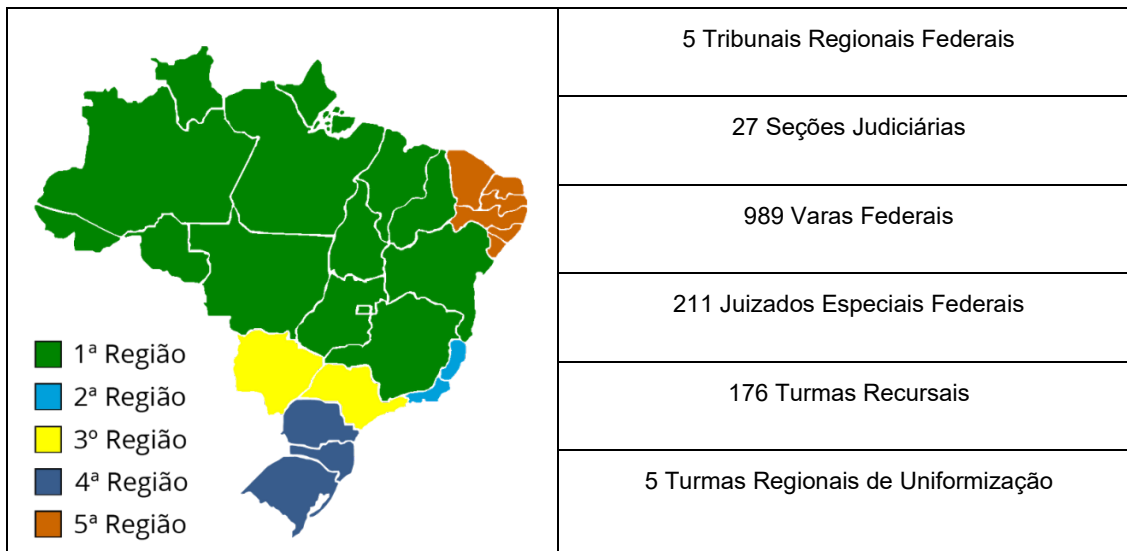 1ª Região
2ª Região
3º Região
4ª Região
5ª Região
5 Tribunais Regionais Federais
27 Seções Judiciárias
989 Varas Federais
211 Juizados Especiais Federais
176 Turmas Recursais
5 Turmas Regionais de Uniformização